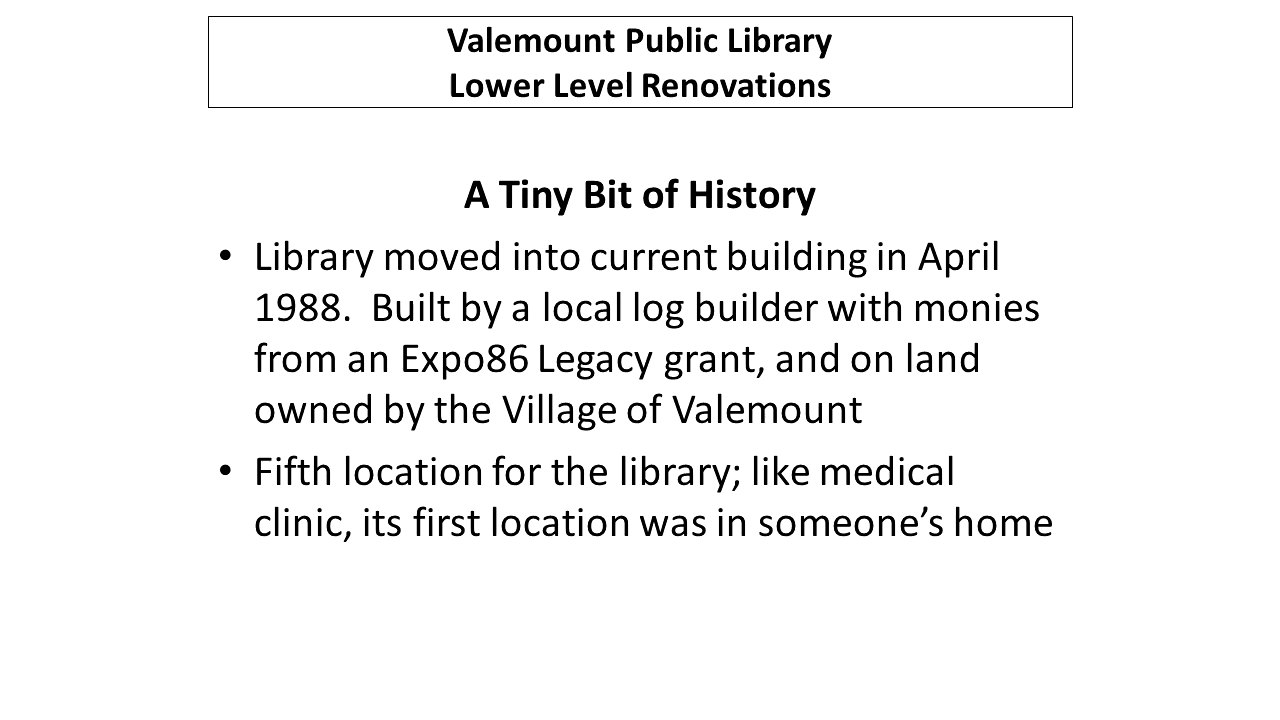 Valemount Public Library
Lower Level Renovations
A Tiny Bit of History
• Library moved into current building in April
1988.  Built by a local log builder with monies
from an Expo86 Legacy grant, and on land
owned by the Village of Valemount
• Fifth location for the library; like medical
clinic, its first location was in someone’s home